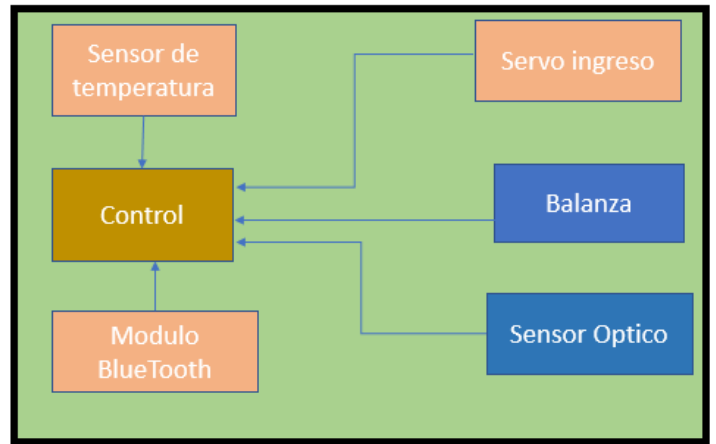 Sensor de
temperatura
Servo ingreso
Control
Balanza
Modulo
BlueTooth
Sensor Optico